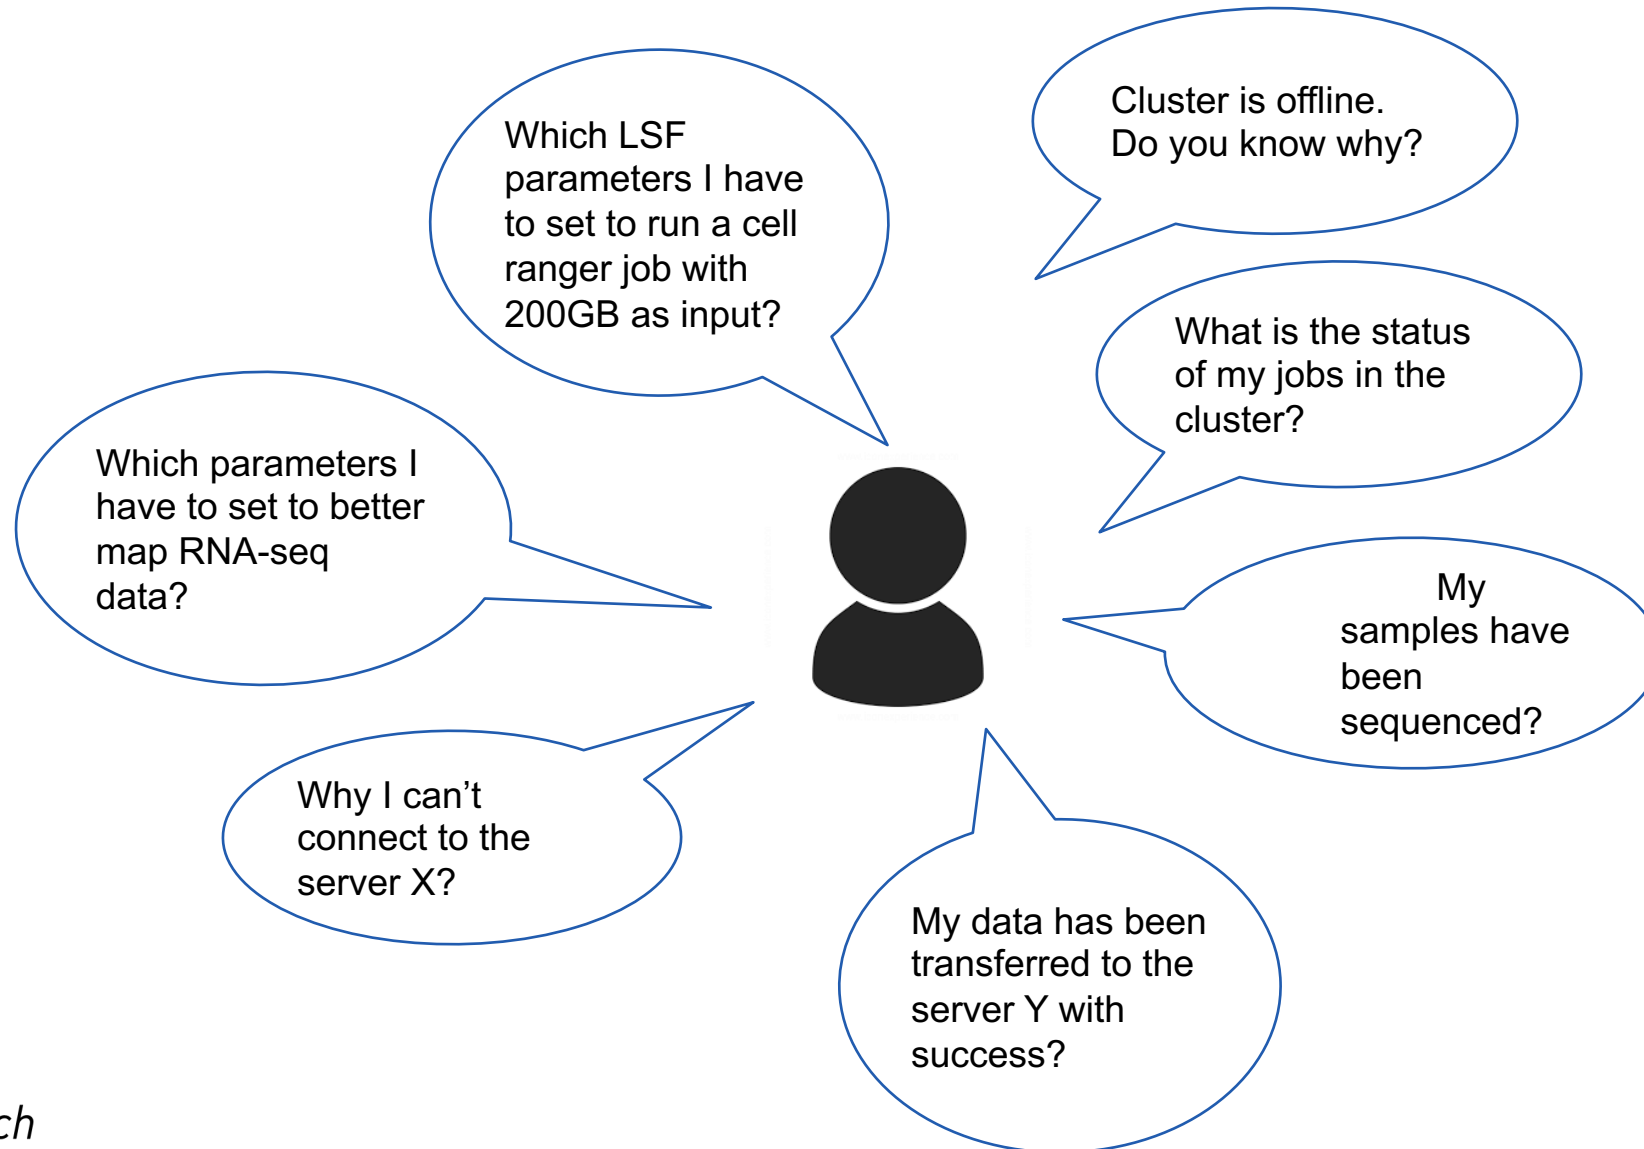 Cluster is offline.
Do you know why?
Which LSF
parameters I have
to set to run a cell
ranger job with
200GB as input?
What is the status
of my jobs in the
cluster?
Which parameters I
have to set to better
map RNA-seq
data?
My
samples have
been
sequenced?
Why I can’t
connect to the
server X?
My data has been
transferred to the
server Y with
success?
ch